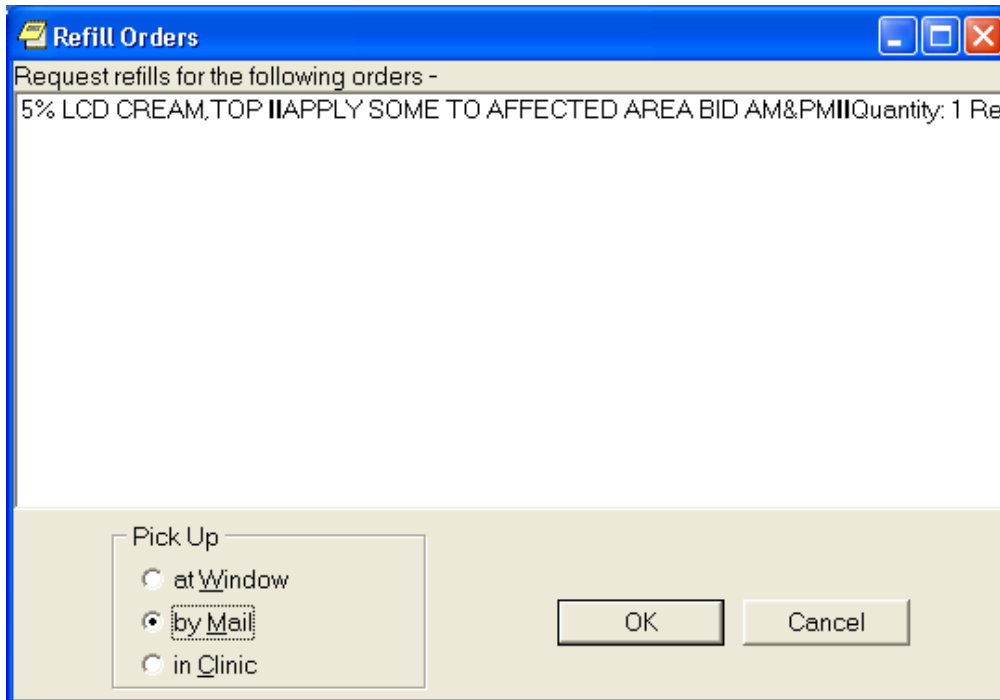 Refill Orders
Request refills for the following orders -
5% LCD CREAM,TOP ||APPLY SOME TO AFFECTED AREA BID AM&PM||Quantity: 1 Re
Pick Up
at Window
by Mail
in Clinic
OK
Cancel